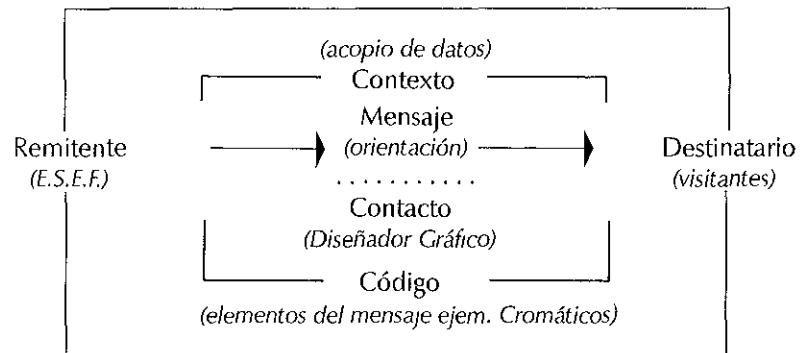 (acopio de datos)
Contexto
Mensaje
Remitente (orientación) Destinatario
(E.S.E.F.) (visitantes)
Contacto
(Diseñador Gráfico)
Código
(elementos del mensaje ejem. Cromáticos)